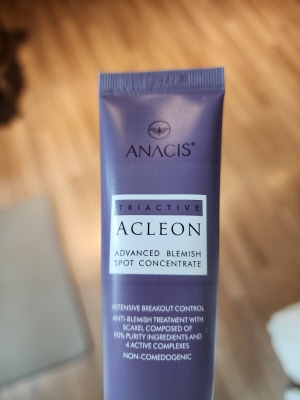 ANACIS®
TRIACTIVE
ACLEON
ADVANCED BLEMISH
SPOT CONCENTRATE
INTENSIVE BREAKOUT CONTROL
ANTI-BLEMISH TREATMENT WITH
SCAXEL COMPOSED OF
90% PURITY INGREDIENTS AND
4 ACTIVE COMPLEXES
NON-COMEDOGENIC